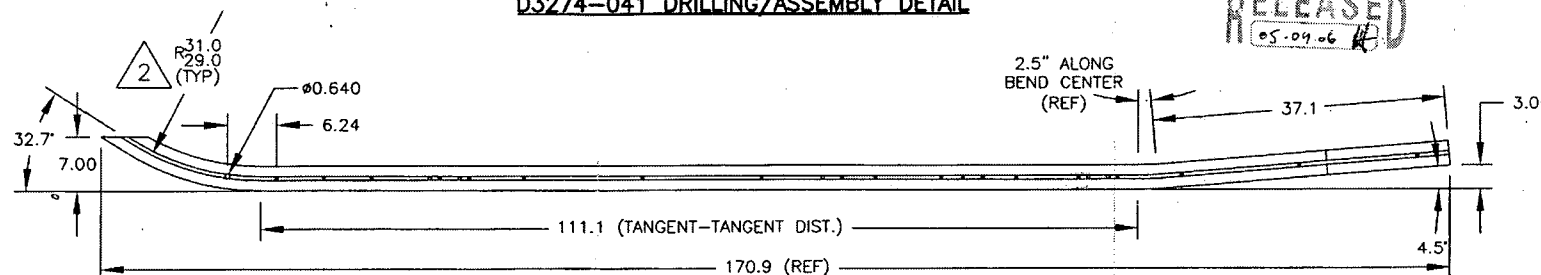 D3274-041 DRILLING/ASSEMBLY DETAIL
RELEASED
05-09-06
R31.0
29.0
(TYP)
2
Ø0.640
6.24
2.5" ALONG
BEND CENTER
(REF)
37.1
3.0
32.7°
7.00
111.1 (TANGENT-TANGENT DIST.)
4.5°
170.9 (REF)